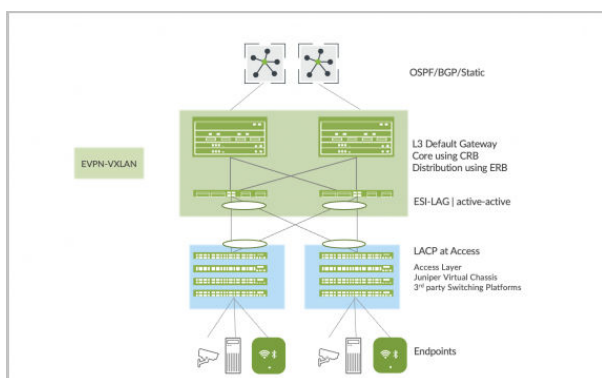 OSPF/BGP/Static
EVPN-VXLAN
L3 Default Gateway
Core using CRB
Distribution using ERB
ESI-LAG | active-active
LACP at Access
Access Layer
Juniper Virtual Chassis
3rd party Switching Platforms
Endpoints